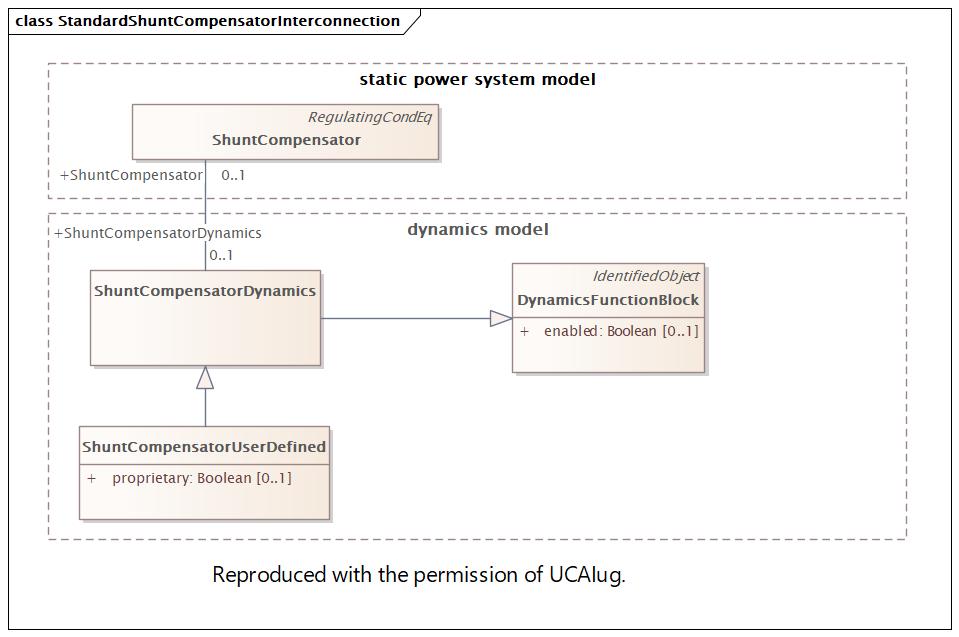 class StandardShuntCompensatorInterconnection
static power system model
RegulatingCondEq
ShuntCompensator
+ShuntCompensator 0..1
+ShuntCompensatorDynamics
dynamics model
0..1
ShuntCompensatorDynamics
IdentifiedObject
DynamicsFunctionBlock
+ enabled: Boolean [0..1]
ShuntCompensatorUserDefined
+ proprietary: Boolean [0..1]
Reproduced with the permission of UCAIug.